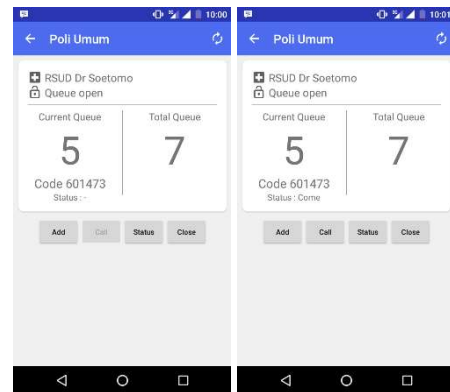 10:00
Poli Umum
RSUD Dr Soetomo
Queue open
Current Queue
Total Queue
5
7
Code 601473
Status : -
Add Call Status Close
10:01
Poli Umum
RSUD Dr Soetomo
Queue open
Current Queue
Total Queue
5
7
Code 601473
Status : Come
Add Call Status Close